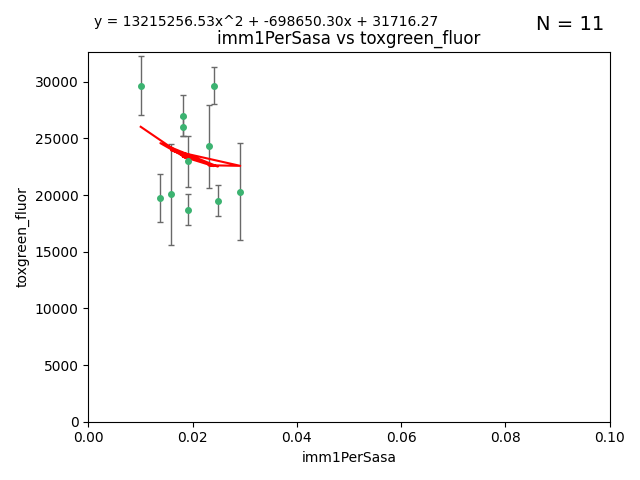 y = 13215256.53x^2 + -698650.30x + 31716.27
N = 11
imm1PerSasa vs toxgreen_fluor
toxgreen_fluor
30000
25000
20000
15000
10000
5000
0
0.00 0.02 0.04 0.06 0.08 0.10
imm1PerSasa